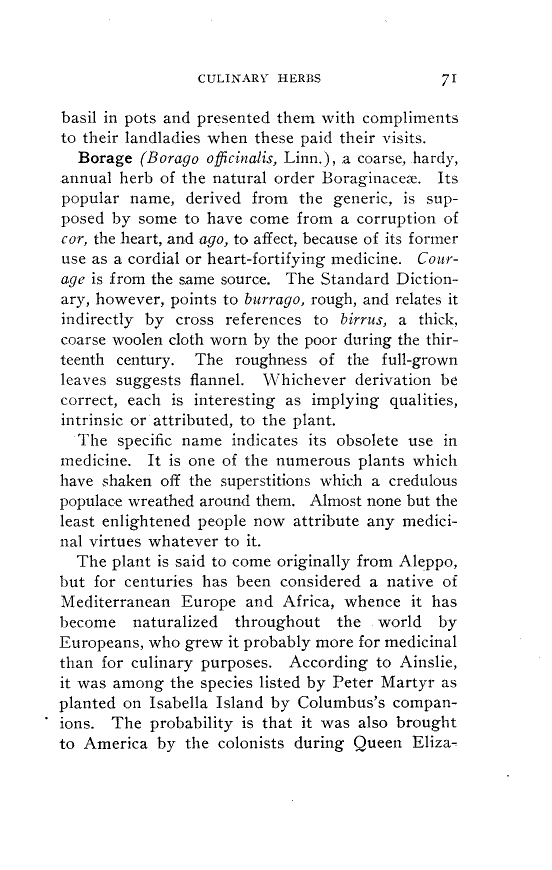 CULINARY HERBS 71
basil in pots and presented them with compliments
to their landladies when these paid their visits.
Borage (Borago officinalis, Linn.), a coarse, hardy,
annual herb of the natural order Boraginaceæ. Its
popular name, derived from the generic, is sup-
posed by some to have come from a corruption of
cor, the heart, and ago, to affect, because of its former
use as a cordial or heart-fortifying medicine. Cour-
age is from the same source. The Standard Diction-
ary, however, points to burrago, rough, and relates it
indirectly by cross references to birrus, a thick,
coarse woolen cloth worn by the poor during the thir-
teenth century. The roughness of the full-grown
leaves suggests flannel. Whichever derivation be
correct, each is interesting as implying qualities,
intrinsic or attributed, to the plant.
The specific name indicates its obsolete use in
medicine. It is one of the numerous plants which
have shaken off the superstitions which a credulous
populace wreathed around them. Almost none but the
least enlightened people now attribute any medici-
nal virtues whatever to it.
The plant is said to come originally from Aleppo,
but for centuries has been considered a native of
Mediterranean Europe and Africa, whence it has
become naturalized throughout the world by
Europeans, who grew it probably more for medicinal
than for culinary purposes. According to Ainslie,
it was among the species listed by Peter Martyr as
planted on Isabella Island by Columbus's compan-
ions. The probability is that it was also brought
to America by the colonists during Queen Eliza-